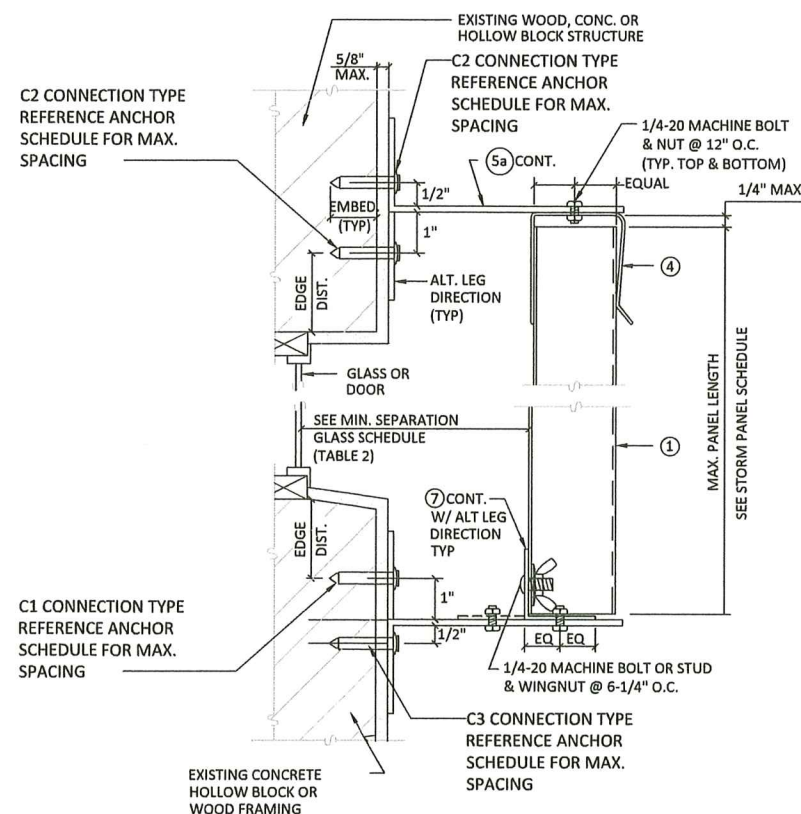 EXISTING WOOD, CONC. OR
HOLLOW BLOCK STRUCTURE
5/8"
MAX.
C2 CONNECTION TYPE
REFERENCE ANCHOR
SCHEDULE FOR MAX.
SPACING
C2 CONNECTION TYPE
REFERENCE ANCHOR
SCHEDULE FOR MAX.
SPACING
1/4-20 MACHINE BOLT
& NUT @ 12" O.C.
(TYP. TOP & BOTTOM)
5a CONT.
EQUAL
1/4" MAX
1/2"
EMBED.
(TYP)
1"
4
EDGE
DIST.
ALT. LEG
DIRECTION
(TYP)
GLASS OR
DOOR
SEE MIN. SEPARATION
GLASS SCHEDULE
(TABLE 2)
MAX. PANEL LENGTH
SEE STORM PANEL SCHEDULE
1
7 CONT.
W/ ALT LEG
DIRECTION
TYP
EDGE
DIST.
1"
C1 CONNECTION TYPE
REFERENCE ANCHOR
SCHEDULE FOR MAX.
SPACING
1/2"
EQ EQ
1/4-20 MACHINE BOLT OR STUD
& WINGNUT @ 6-1/4" O.C.
C3 CONNECTION TYPE
REFERENCE ANCHOR
SCHEDULE FOR MAX.
SPACING
EXISTING CONCRETE
HOLLOW BLOCK OR
WOOD FRAMING